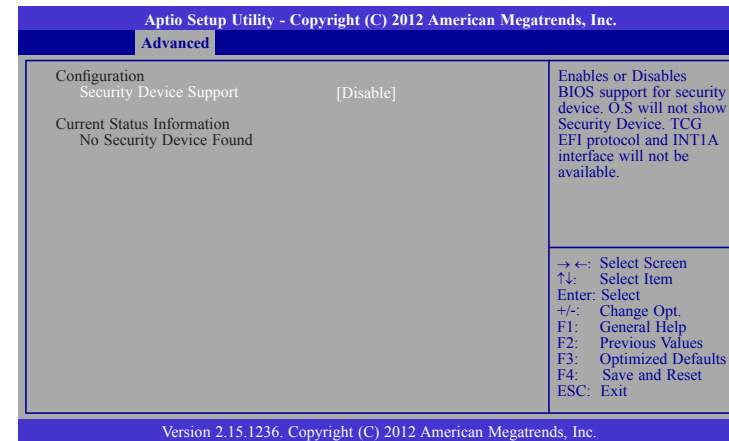 Aptio Setup Utility - Copyright (C) 2012 American Megatrends, Inc.
Advanced
Configuration
Security Device Support [Disable]
Current Status Information
No Security Device Found
Enables or Disables
BIOS support for security
device. O.S will not show
Security Device. TCG
EFI protocol and INT1A
interface will not be
available.
→ ←: Select Screen
↑↓: Select Item
Enter: Select
+/-: Change Opt.
F1: General Help
F2: Previous Values
F3: Optimized Defaults
F4: Save and Reset
ESC: Exit
Version 2.15.1236. Copyright (C) 2012 American Megatrends, Inc.